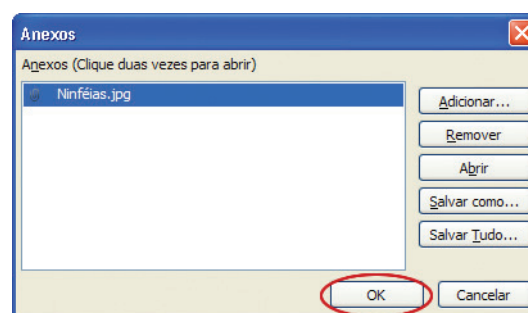 Anexos
Anexos (Clique duas vezes para abrir)
Ninféias.jpg
Adicionar...
Remover
Abrir
Salvar como...
Salvar Tudo...
OK
Cancelar